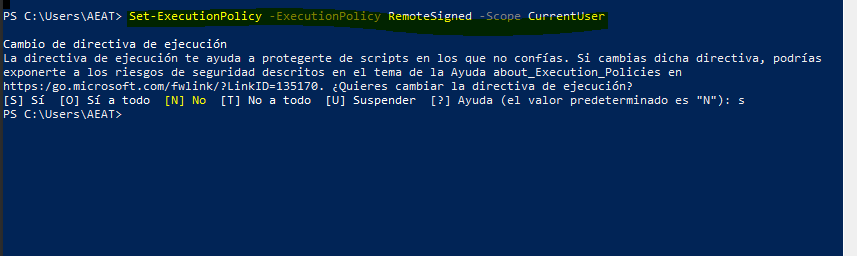 PS C:\Users\AEAT> Set-ExecutionPolicy -ExecutionPolicy RemoteSigned -Scope CurrentUser
Cambio de directiva de ejecución
La directiva de ejecución te ayuda a protegerte de scripts en los que no confías. Si cambias dicha directiva, podrías
exponerte a los riesgos de seguridad descritos en el tema de la Ayuda about_Execution_Policies en
https:/go.microsoft.com/fwlink/?LinkID=135170. ¿Quieres cambiar la directiva de ejecución?
[S] Sí  [O] Sí a todo  [N] No  [T] No a todo  [U] Suspender  [?] Ayuda (el valor predeterminado es "N"): s
PS C:\Users\AEAT>